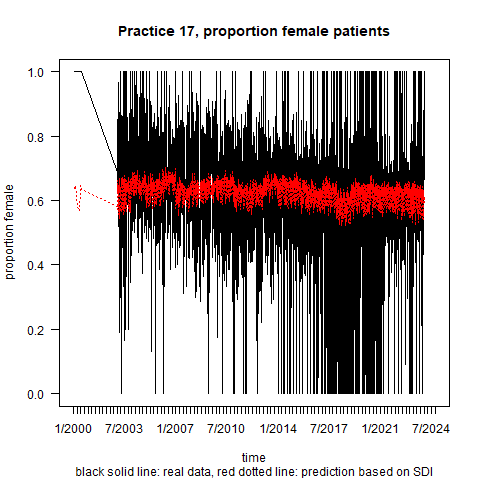 Practice 17, proportion female patients
1.0
0.8
0.6
0.4
0.2
0.0
proportion female
1/2000 7/2003 1/2007 7/2010 1/2014 7/2017 1/2021 7/2024
time
black solid line: real data, red dotted line: prediction based on SDI